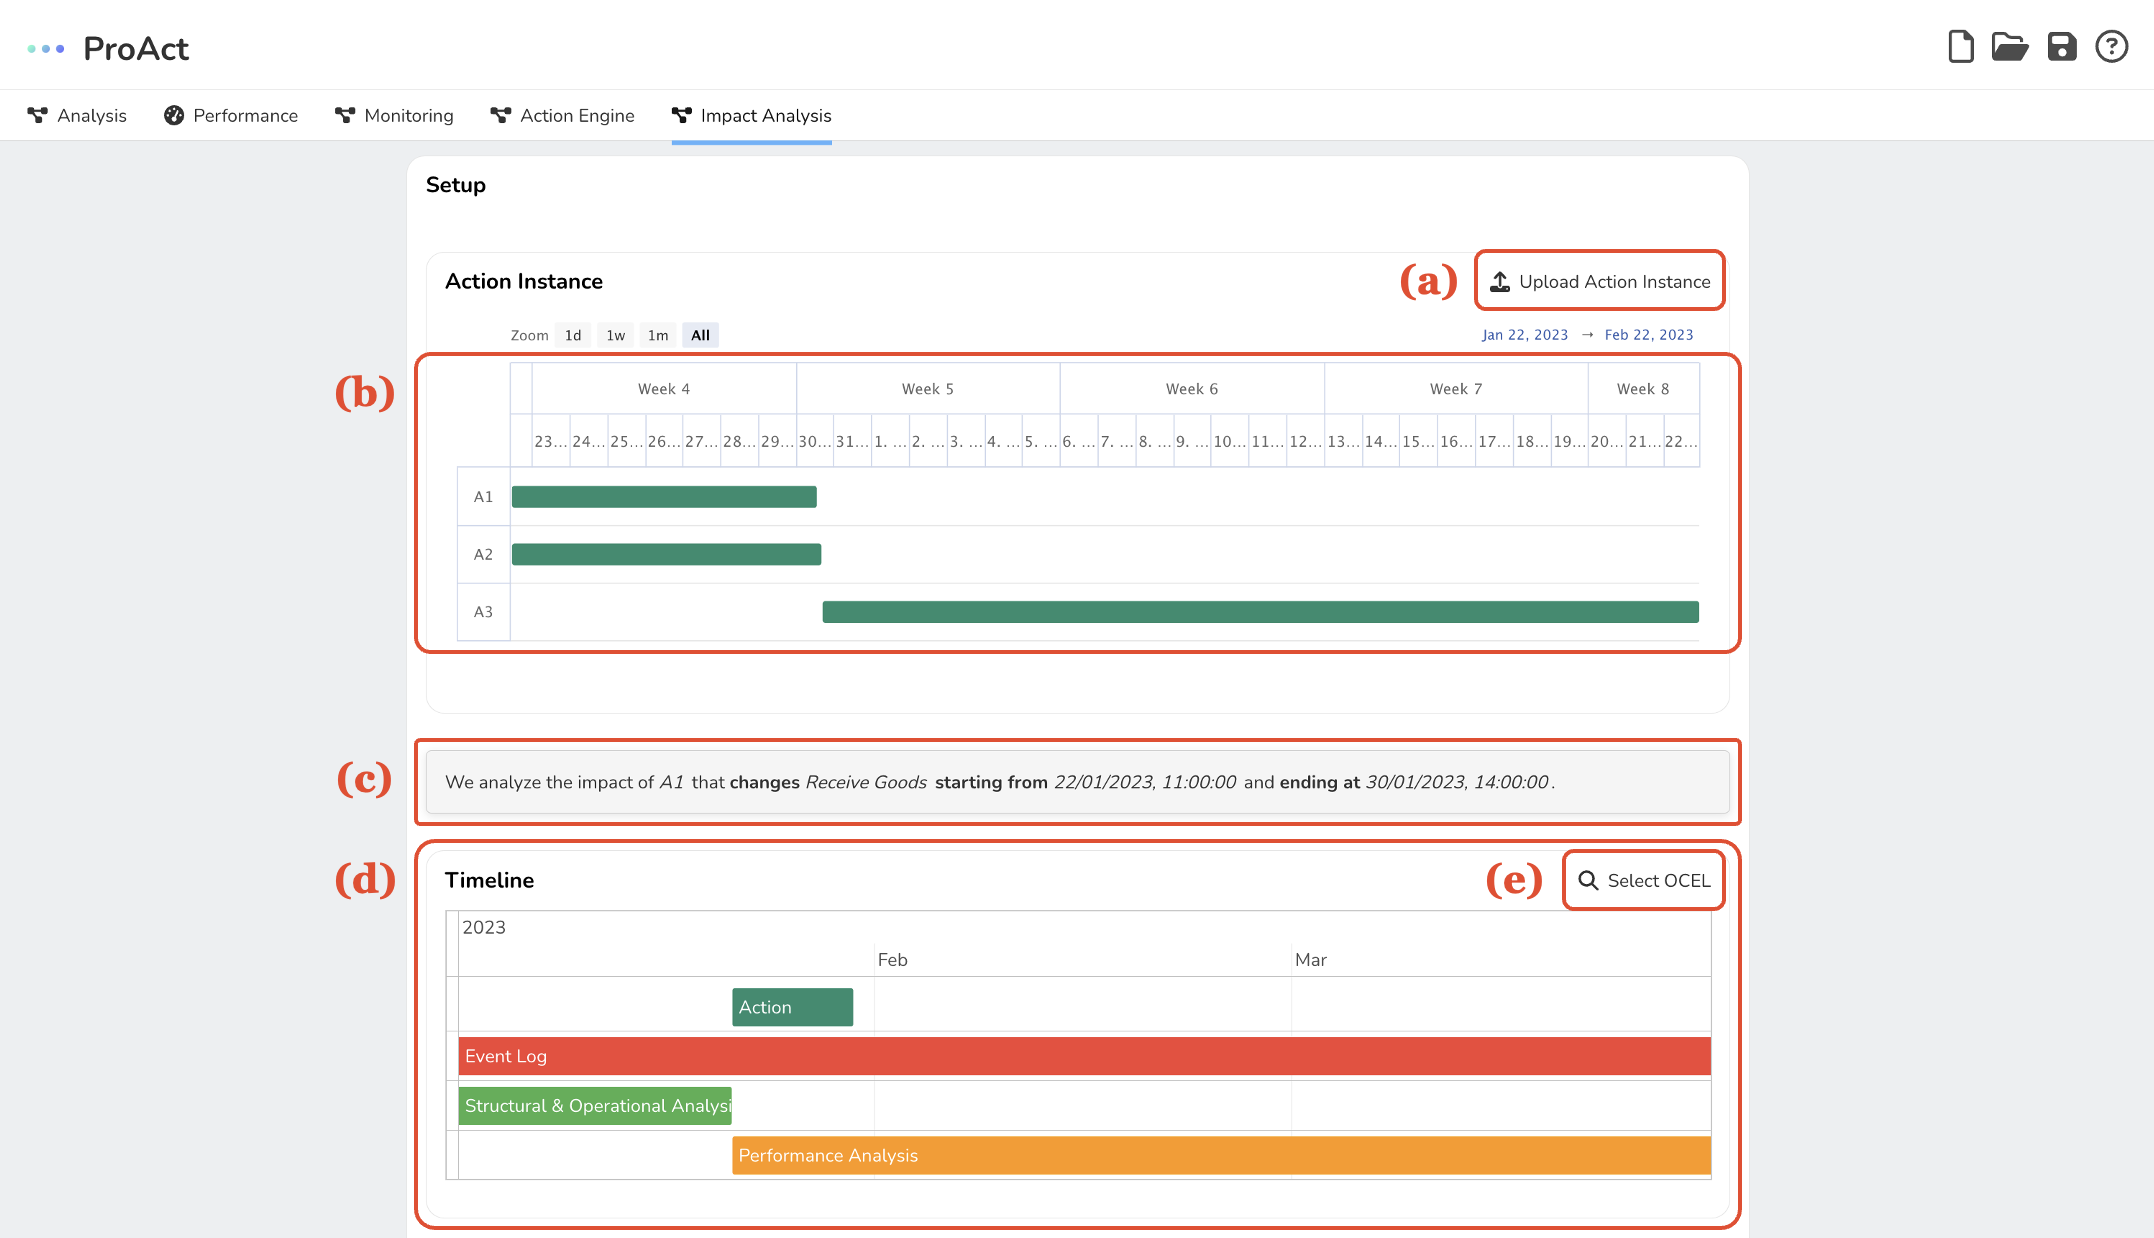 ProAct
Analysis Performance Monitoring Action Engine Impact Analysis
Setup
Action Instance (a) Upload Action Instance
Zoom 1d 1w 1m All Jan 22, 2023 → Feb 22, 2023
(b)
Week 4 Week 5 Week 6 Week 7 Week 8
23... 24... 25... 26... 27... 28... 29... 30... 31... 1. ... 2. ... 3. ... 4. ... 5. ... 6. ... 7. ... 8. ... 9. ... 10... 11... 12... 13... 14... 15... 16... 17... 18... 19... 20... 21... 22...
A1
A2
A3
(c) We analyze the impact of A1 that changes Receive Goods starting from 22/01/2023, 11:00:00 and ending at 30/01/2023, 14:00:00.
(d) Timeline (e) Select OCEL
2023
Feb Mar
Action
Event Log
Structural & Operational Analysi
Performance Analysis